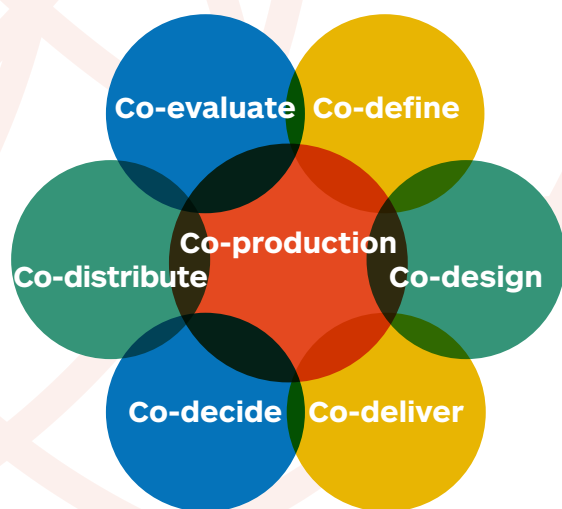 Co-evaluate
Co-define
Co-production
Co-distribute
Co-design
Co-decide
Co-deliver